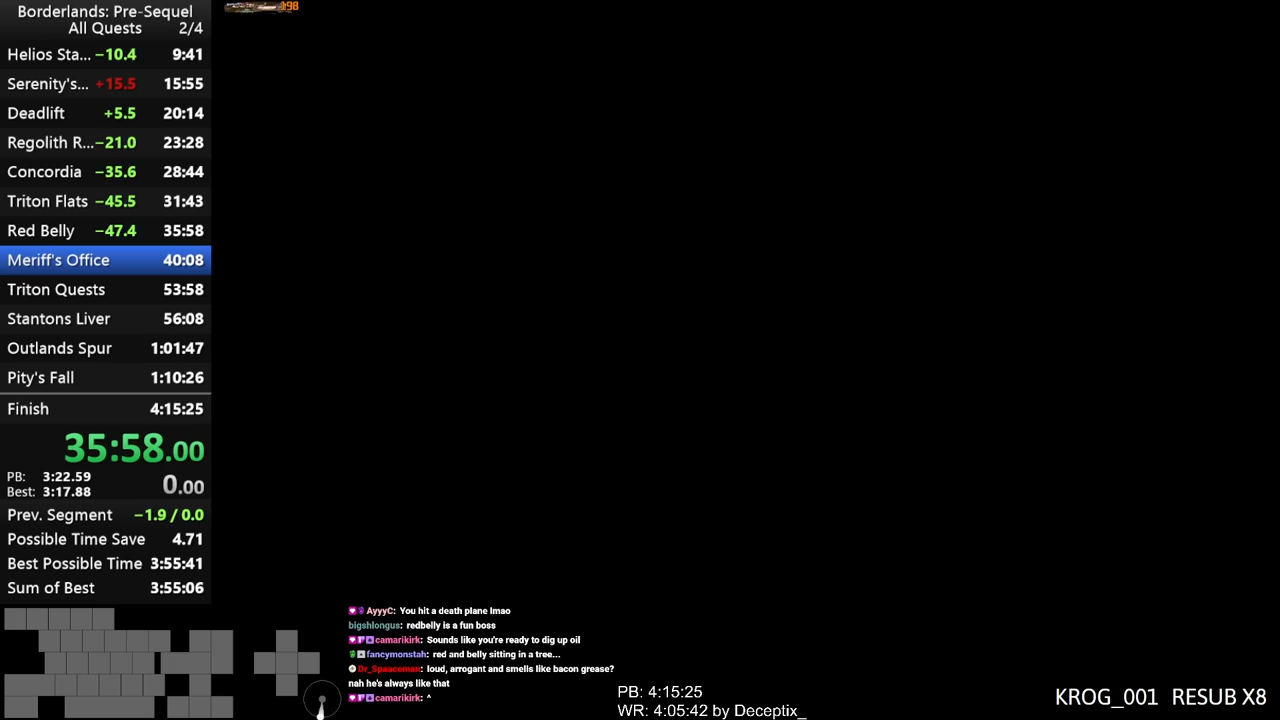 Borderlands: Pre-Sequel
All Quests 2/4
Helios Sta... −10.4 9:41
Serenity's... +15.5 15:55
Deadlift +5.5 20:14
Regolith R... −21.0 23:28
Concordia −35.6 28:44
Triton Flats −45.5 31:43
Red Belly −47.4 35:58
Meriff's Office 40:08
Triton Quests 53:58
Stantons Liver 56:08
Outlands Spur 1:01:47
Pity's Fall 1:10:26
Finish 4:15:25
35:58.00
PB: 3:22.59
Best: 3:17.88
0.00
Prev. Segment −1.9 / 0.0
Possible Time Save 4.71
Best Possible Time 3:55:41
Sum of Best 3:55:06
AyyyC: You hit a death plane lmao
bigshlongus: redbelly is a fun boss
camarikirk: Sounds like you're ready to dig up oil
fancymonstah: red and belly sitting in a tree...
Dr_Spaaceman: loud, arrogant and smells like bacon grease?
nah he's always like that
camarikirk: ^
PB: 4:15:25
WR: 4:05:42 by Deceptix_
KROG_001 RESUB X8